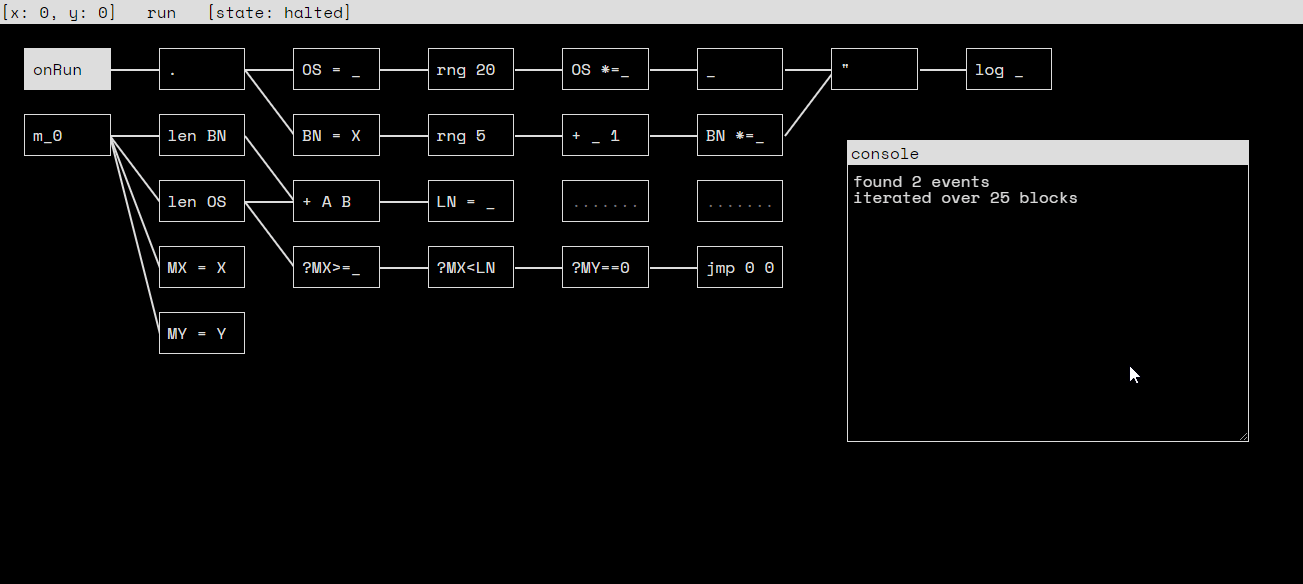 [x: 0, y: 0] run [state: halted]
onRun . OS = _ rng 20 OS *=_ _ " log _
m_0 len BN BN = X rng 5 + _ 1 BN *=_
console
found 2 events
iterated over 25 blocks
len OS + A B LN = _ ....... .......
MX = X ?MX>=_ ?MX<LN ?MY==0 jmp 0 0
MY = Y